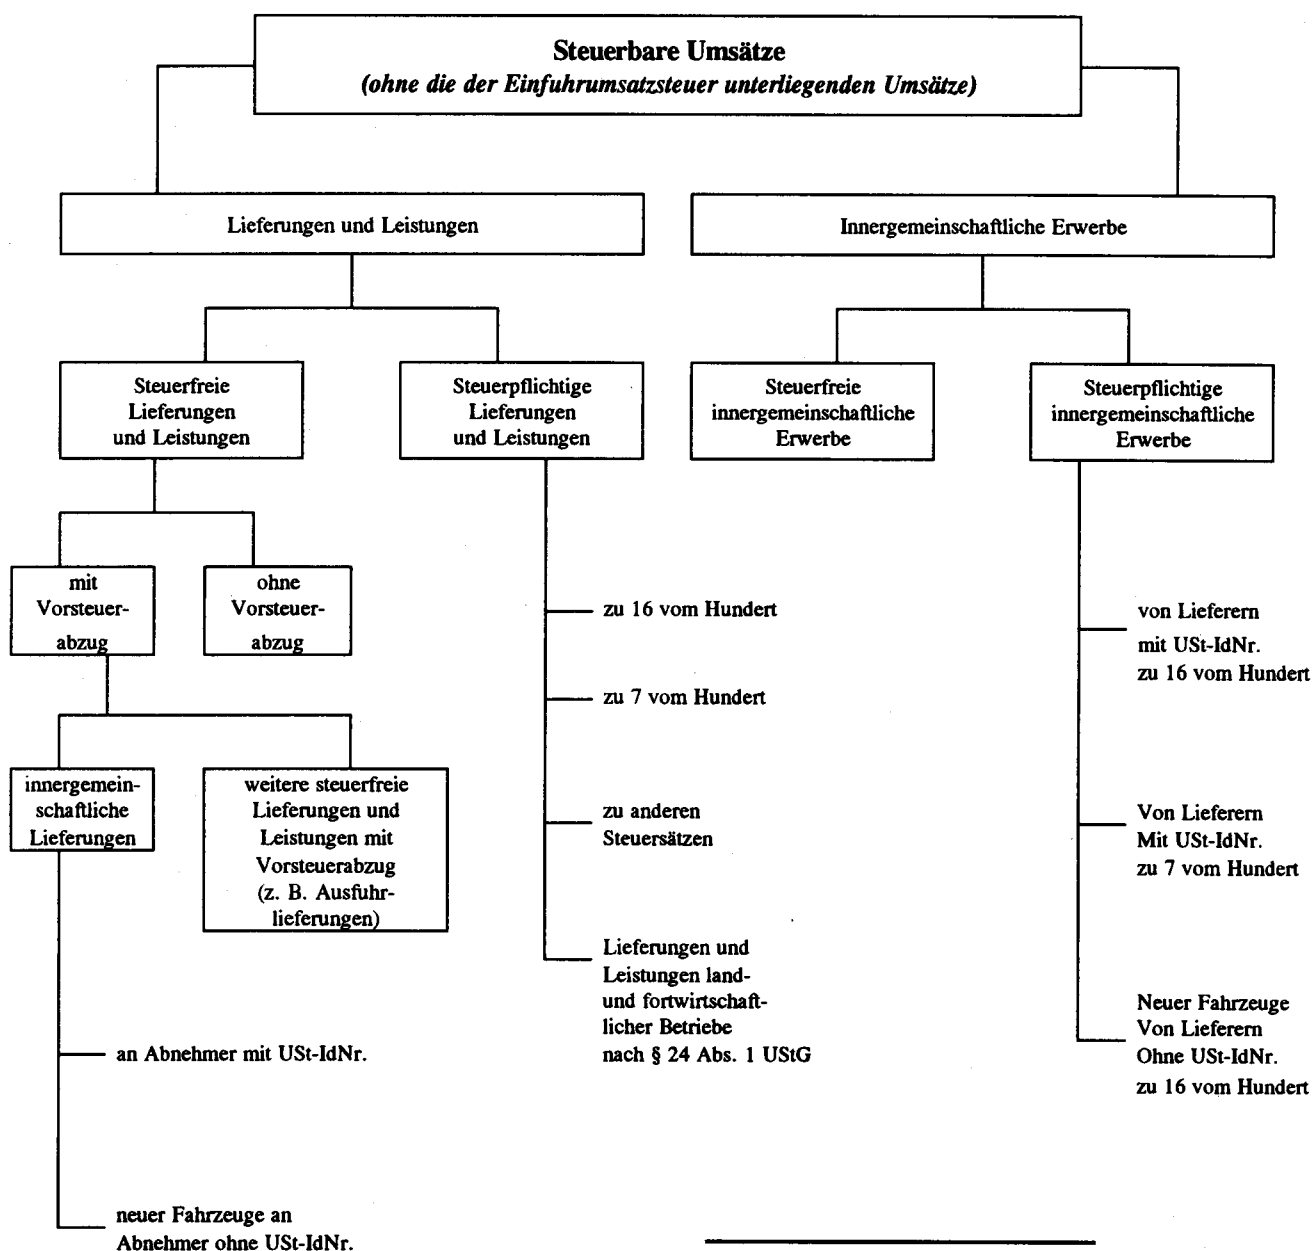 Steuerbare Umsätze
(ohne die der Einfuhrumsatzsteuer unterliegenden Umsätze)
Lieferungen und Leistungen
Innergemeinschaftliche Erwerbe
Steuerfreie
Lieferungen
und Leistungen
Steuerpflichtige
Lieferungen
und Leistungen
Steuerfreie
innergemeinschaftliche
Erwerbe
Steuerpflichtige
innergemeinschaftliche
Erwerbe
mit
Vorsteuer-
abzug
ohne
Vorsteuer-
abzug
innergemein-
schaftliche
Lieferungen
weitere steuerfreie
Lieferungen und
Leistungen mit
Vorsteuerabzug
(z. B. Ausfuhr-
lieferungen)
an Abnehmer mit USt-IdNr.
neuer Fahrzeuge an
Abnehmer ohne USt-IdNr.
zu 16 vom Hundert
zu 7 vom Hundert
zu anderen
Steuersätzen
Lieferungen und
Leistungen land-
und fortwirtschaft-
licher Betriebe
nach § 24 Abs. 1 UStG
von Lieferern
mit USt-IdNr.
zu 16 vom Hundert
Von Lieferern
Mit USt-IdNr.
zu 7 vom Hundert
Neuer Fahrzeuge
Von Lieferern
Ohne USt-IdNr.
zu 16 vom Hundert